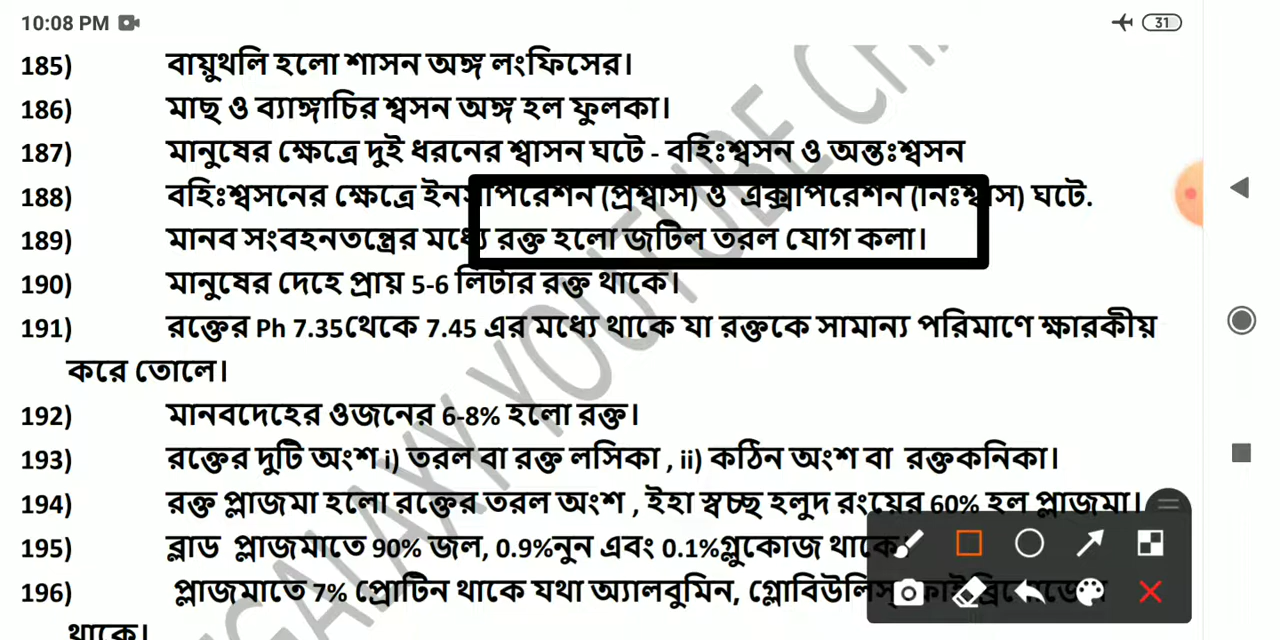 10:08 PM 31
185) বায়ুথলি হলো শাসন অঙ্গ লংফিসের।
186) মাছ ও ব্যাঙ্গাচির শ্বসন অঙ্গ হল ফুলকা।
187) মানুষের ক্ষেত্রে দুই ধরনের শ্বাসন ঘটে - বহিঃশ্বসন ও অন্তঃশ্বসন
188) বহিঃশ্বসনের ক্ষেত্রে ইনসাপিরেশন (প্রশ্বাস) ও এক্সাপিরেশন (নিঃশ্বাস) ঘটে.
189) মানব সংবহনতন্ত্রের মধ্যে রক্ত হলো জটিল তরল যোগ কলা।
190) মানুষের দেহে প্রায় 5-6 লিটার রক্ত থাকে।
191) রক্তের Ph 7.35থেকে 7.45 এর মধ্যে থাকে যা রক্তকে সামান্য পরিমাণে ক্ষারকীয়
করে তোলে।
192) মানবদেহের ওজনের 6-8% হলো রক্ত।
193) রক্তের দুটি অংশ i) তরল বা রক্ত লসিকা , ii) কঠিন অংশ বা রক্তকনিকা।
194) রক্ত প্লাজমা হলো রক্তের তরল অংশ , ইহা স্বচ্ছ হলুদ রংয়ের 60% হল প্লাজমা।
195) ব্লাড প্লাজমাতে 90% জল, 0.9%নুন এবং 0.1%গ্লুকোজ থাকে
196) প্লাজমাতে 7% প্রোটিন থাকে যথা অ্যালবুমিন,
থাকে।
GALAXY YOUTUBE